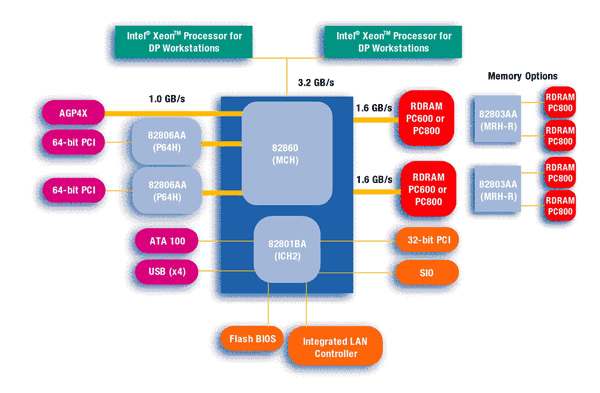 Intel® Xeon™ Processor for
DP Workstations
Intel® Xeon™ Processor for
DP Workstations
3.2 GB/s
Memory Options
1.0 GB/s
AGP4X
82806AA
(P64H)
64-bit PCI
82806AA
(P64H)
64-bit PCI
82860
(MCH)
1.6 GB/s
RDRAM
PC600 or
PC800
1.6 GB/s
RDRAM
PC600 or
PC800
82803AA
(MRH-R)
RDRAM
PC800
RDRAM
PC800
82803AA
(MRH-R)
RDRAM
PC800
RDRAM
PC800
ATA 100
USB (x4)
82801BA
(ICH2)
32-bit PCI
SIO
Flash BIOS
Integrated LAN
Controller